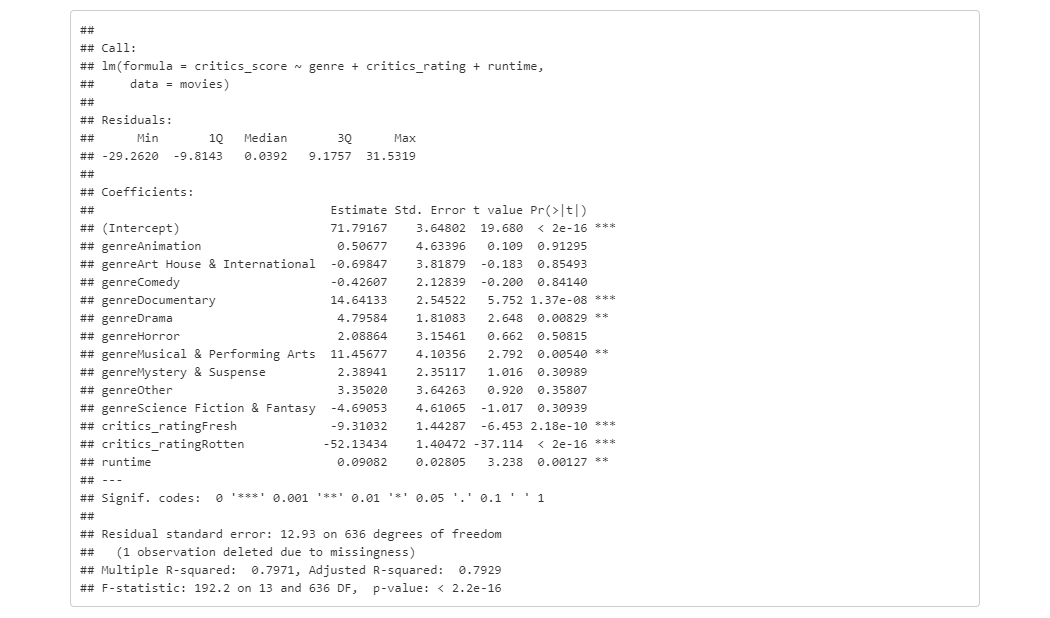 ##
## Call:
## lm(formula = critics_score ~ genre + critics_rating + runtime,
##     data = movies)
##
## Residuals:
##      Min       1Q   Median       3Q      Max
## -29.2620  -9.8143   0.0392   9.1757  31.5319
##
## Coefficients:
##                                 Estimate Std. Error t value Pr(>|t|)
## (Intercept)                     71.79167    3.64802  19.680  < 2e-16 ***
## genreAnimation                   0.50677    4.63396   0.109  0.91295
## genreArt House & International  -0.69847    3.81879  -0.183  0.85493
## genreComedy                     -0.42607    2.12839  -0.200  0.84140
## genreDocumentary                14.64133    2.54522   5.752 1.37e-08 ***
## genreDrama                       4.79584    1.81083   2.648  0.00829 **
## genreHorror                      2.08864    3.15461   0.662  0.50815
## genreMusical & Performing Arts  11.45677    4.10356   2.792  0.00540 **
## genreMystery & Suspense          2.38941    2.35117   1.016  0.30989
## genreOther                       3.35020    3.64263   0.920  0.35807
## genreScience Fiction & Fantasy  -4.69053    4.61065  -1.017  0.30939
## critics_ratingFresh             -9.31032    1.44287  -6.453 2.18e-10 ***
## critics_ratingRotten           -52.13434    1.40472 -37.114  < 2e-16 ***
## runtime                          0.09082    0.02805   3.238  0.00127 **
## ---
## Signif. codes:  0 '***' 0.001 '**' 0.01 '*' 0.05 '.' 0.1 ' ' 1
##
## Residual standard error: 12.93 on 636 degrees of freedom
##   (1 observation deleted due to missingness)
## Multiple R-squared:  0.7971, Adjusted R-squared:  0.7929
## F-statistic: 192.2 on 13 and 636 DF,  p-value: < 2.2e-16